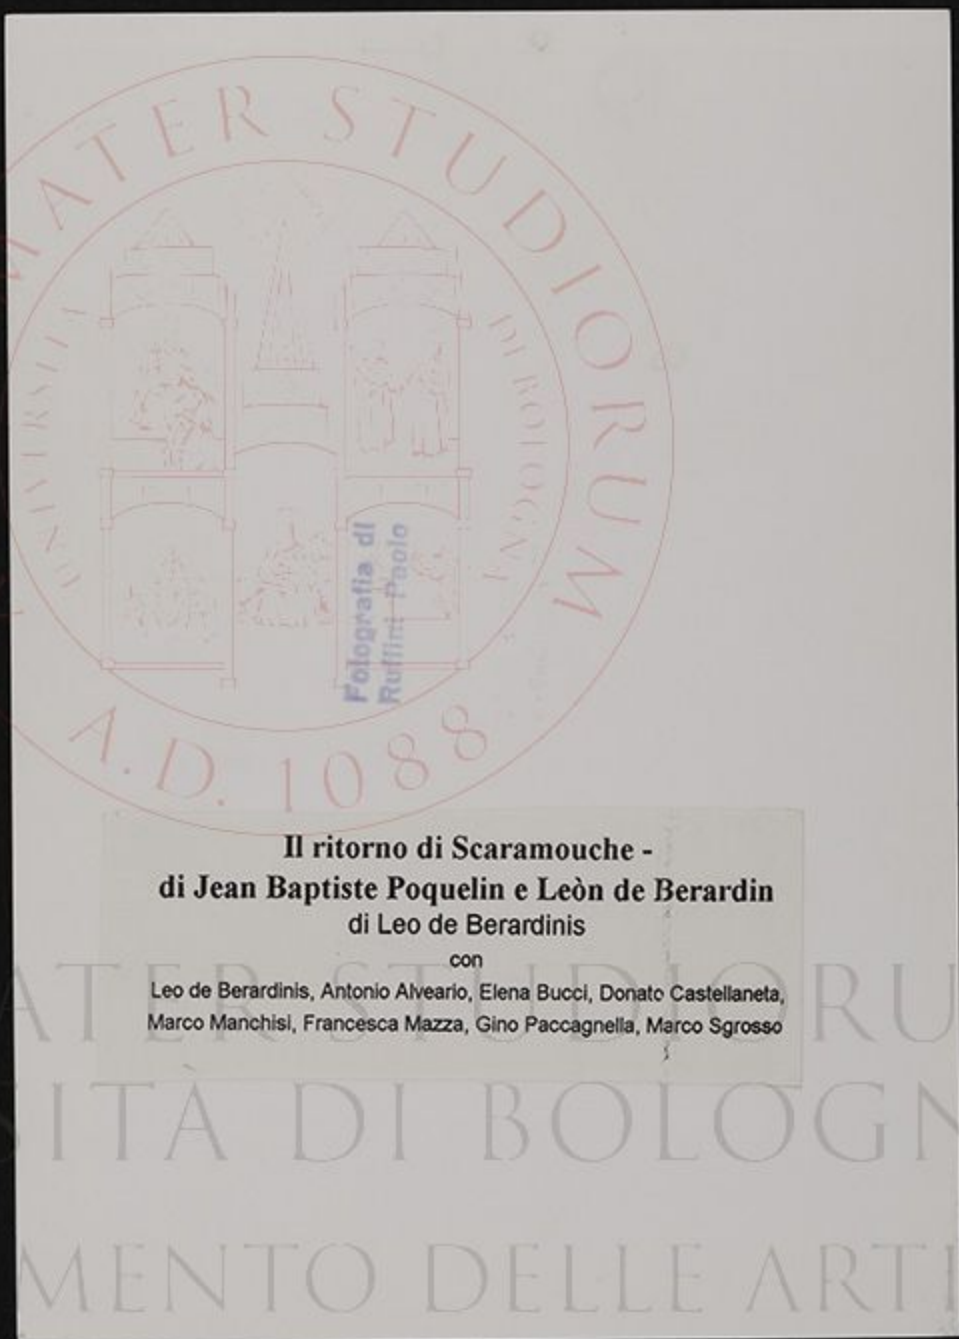 MATER STUDIORUM
UNIVERSITÀ DI BOLOGNA
A.D. 1088
Fotografia di
Ruffini Paolo
Il ritorno di Scaramouche -
di Jean Baptiste Poquelin e Leòn de Berardin
di Leo de Berardinis
con
Leo de Berardinis, Antonio Alveario, Elena Bucci, Donato Castellaneta,
Marco Manchisi, Francesca Mazza, Gino Paccagnella, Marco Sgrosso
ATER STUDIORU
SITÀ DI BOLOGN
MENTO DELLE ARTI